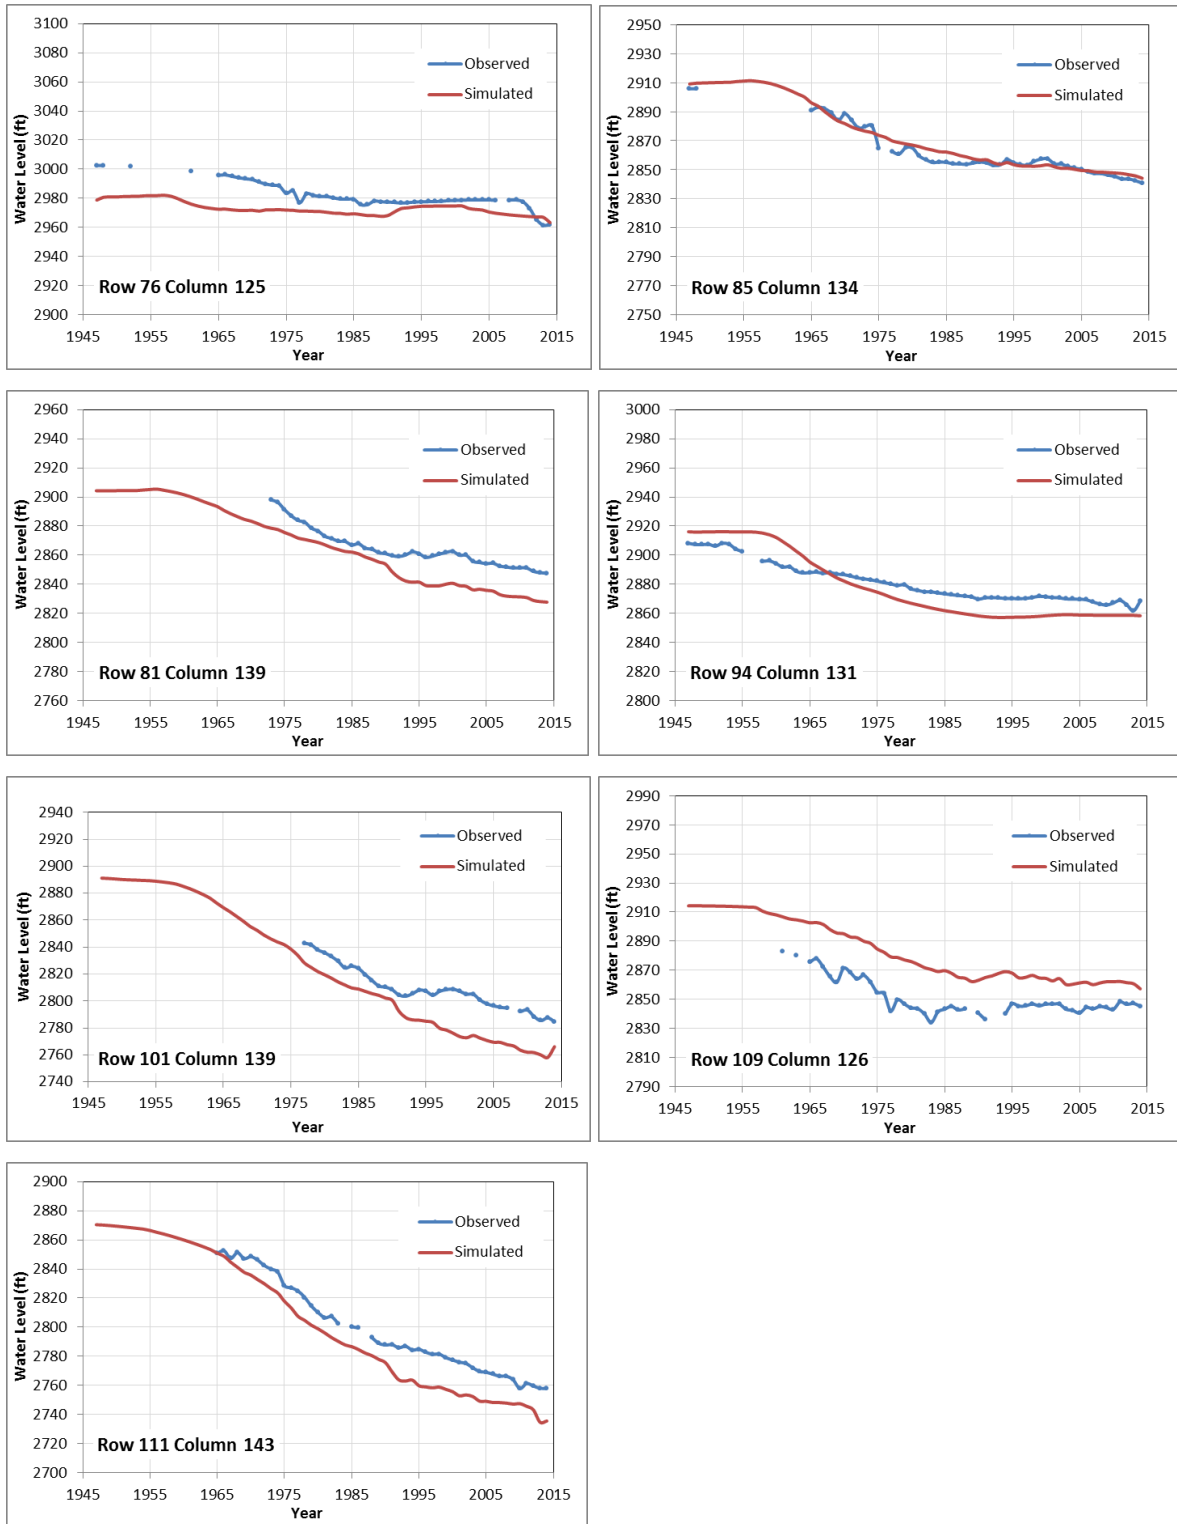 3100
3080
3060
3040
3020
3000
2980
2960
2940
2920
2900
Water Level (ft)
Observed
Simulated
Row 76 Column 125
1945 1955 1965 1975 1985 1995 2005 2015
Year
2950
2930
2910
2890
2870
2850
2830
2810
2790
2770
2750
Water Level (ft)
Observed
Simulated
Row 85 Column 134
1945 1955 1965 1975 1985 1995 2005 2015
Year
2960
2940
2920
2900
2880
2860
2840
2820
2800
2780
2760
Water Level (ft)
Observed
Simulated
Row 81 Column 139
1945 1955 1965 1975 1985 1995 2005 2015
Year
3000
2980
2960
2940
2920
2900
2880
2860
2840
2820
2800
Water Level (ft)
Observed
Simulated
Row 94 Column 131
1945 1955 1965 1975 1985 1995 2005 2015
Year
2940
2920
2900
2880
2860
2840
2820
2800
2780
2760
2740
Water Level (ft)
Observed
Simulated
Row 101 Column 139
1945 1955 1965 1975 1985 1995 2005 2015
Year
2990
2970
2950
2930
2910
2890
2870
2850
2830
2810
2790
Water Level (ft)
Observed
Simulated
Row 109 Column 126
1945 1955 1965 1975 1985 1995 2005 2015
Year
2900
2880
2860
2840
2820
2800
2780
2760
2740
2720
2700
Water Level (ft)
Observed
Simulated
Row 111 Column 143
1945 1955 1965 1975 1985 1995 2005 2015
Year